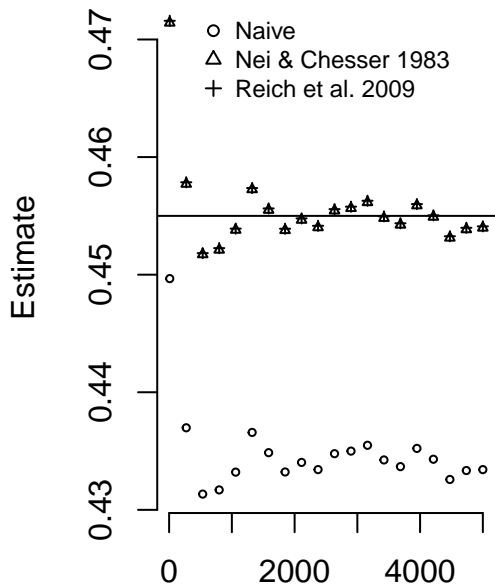 Naive
Nei & Chesser 1983
Reich et al. 2009
Estimate
0.47
0.46
0.45
0.44
0.43
0
2000
4000